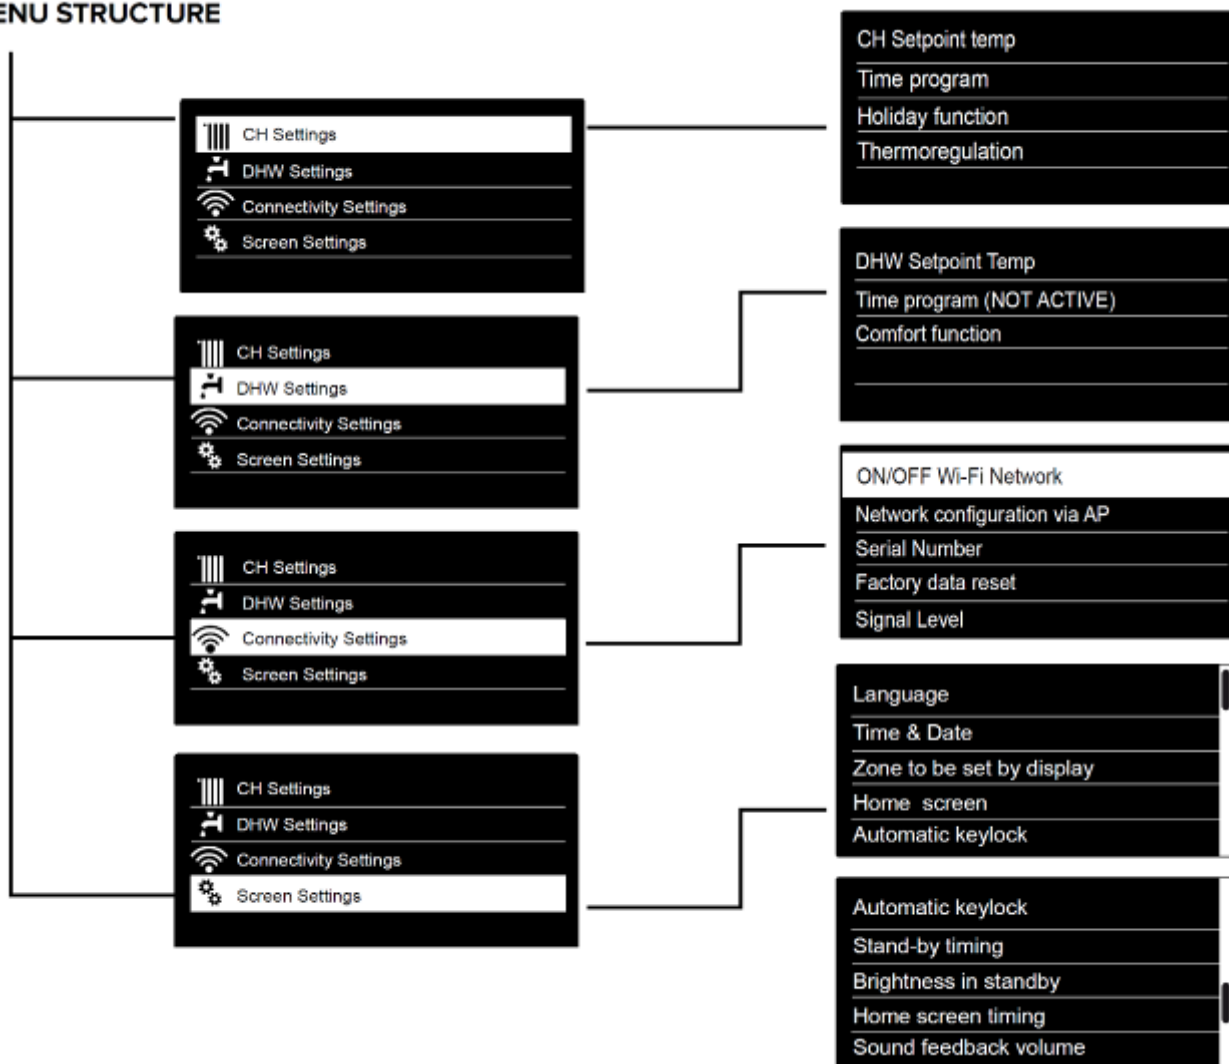 ENU STRUCTURE
CH Settings
DHW Settings
Connectivity Settings
Screen Settings
CH Setpoint temp
Time program
Holiday function
Thermoregulation
CH Settings
DHW Settings
Connectivity Settings
Screen Settings
DHW Setpoint Temp
Time program (NOT ACTIVE)
Comfort function
CH Settings
DHW Settings
Connectivity Settings
Screen Settings
ON/OFF Wi-Fi Network
Network configuration via AP
Serial Number
Factory data reset
Signal Level
CH Settings
DHW Settings
Connectivity Settings
Screen Settings
Language
Time & Date
Zone to be set by display
Home screen
Automatic keylock
Automatic keylock
Stand-by timing
Brightness in standby
Home screen timing
Sound feedback volume